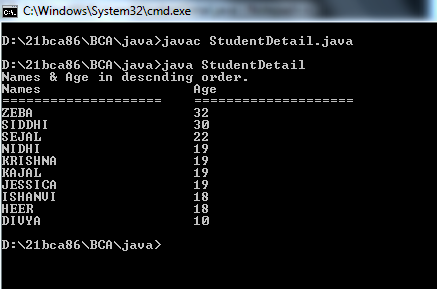 C:\Windows\System32\cmd.exe
D:\21bca86\BCA\java>javac StudentDetail.java
D:\21bca86\BCA\java>java StudentDetail
Names & Age in descnding order.
Names Age
==================== ====================
ZEBA 32
SIDDHI 30
SEJAL 22
NIDHI 19
KRISHNA 19
KAJAL 19
JESSICA 19
ISHANVI 18
HEER 18
DIVYA 10
D:\21bca86\BCA\java>